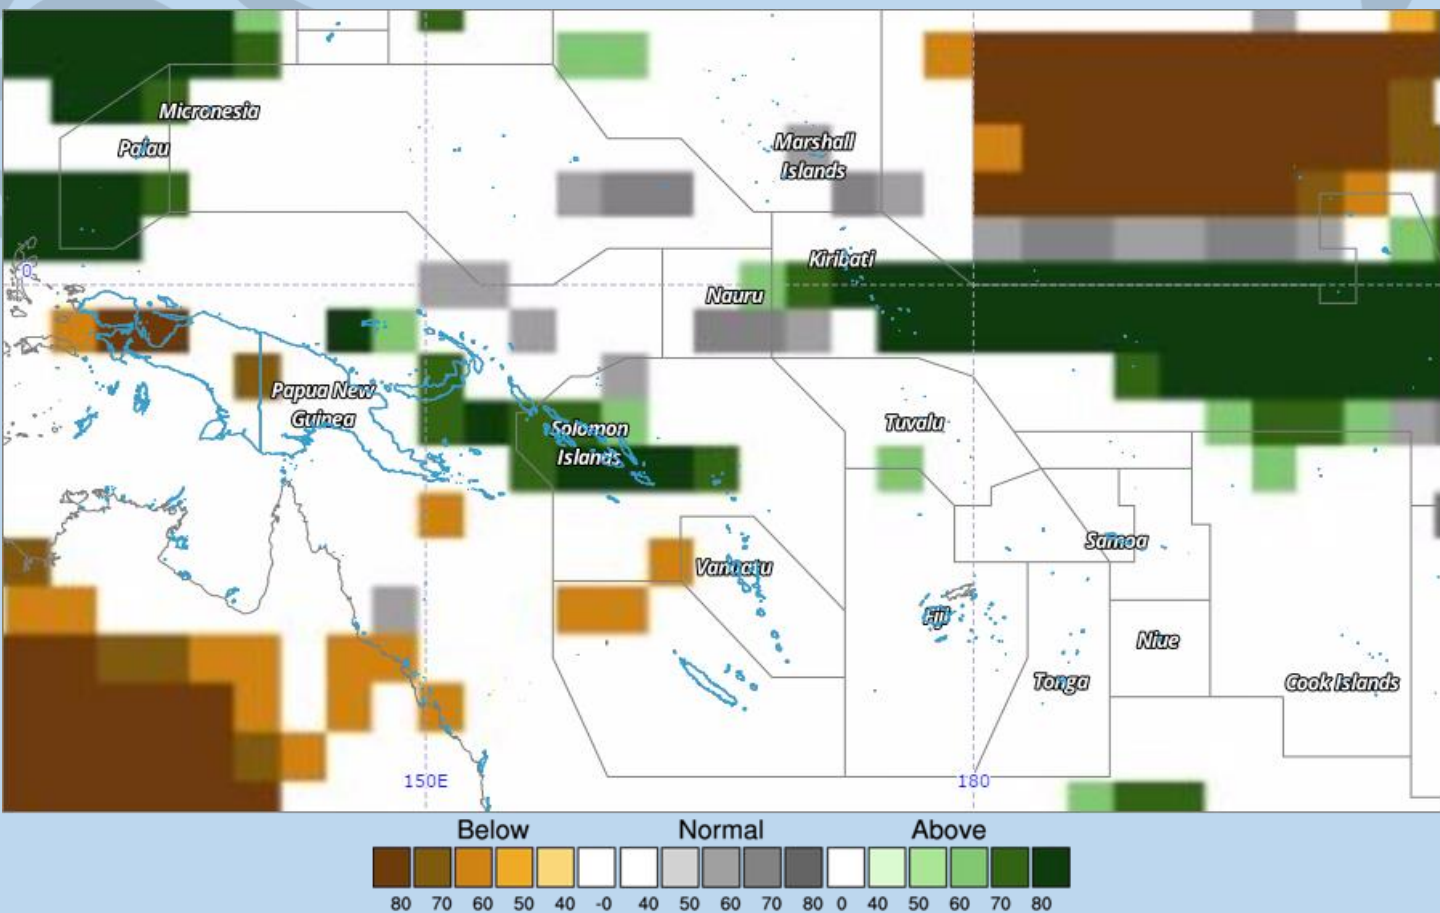 Micronesia
Palau
Marshall
Islands
Kiribati
0
Nauru
Papua New
Guinea
Solomon
Islands
Tuvalu
Samoa
Vanuatu
Fiji
Niue
Tonga
Cook Islands
150E
180
Below Normal Above
80 70 60 50 40 -0 40 50 60 70 80 0 40 50 60 70 80